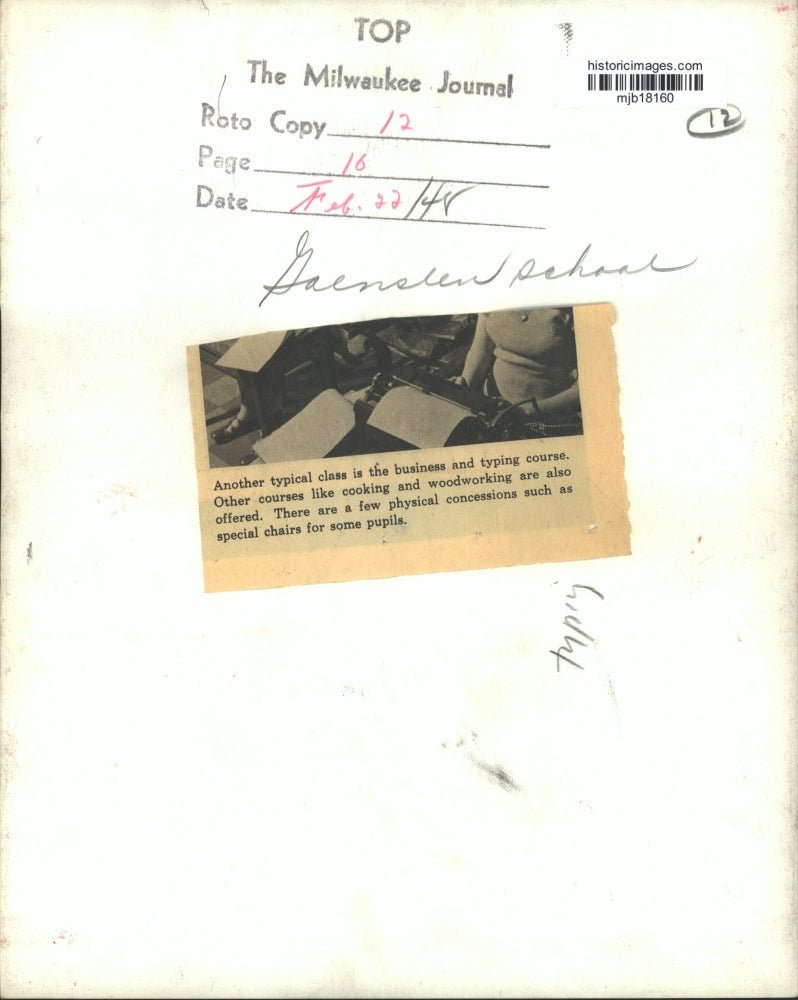 TOP
The Milwaukee Journal
historicimages.com
mjb18160
Roto Copy 12
12
Page 16
Date Feb. 22/48
Gaenslen school
Another typical class is the business and typing course.
Other courses like cooking and woodworking are also
offered. There are a few physical concessions such as
special chairs for some pupils.